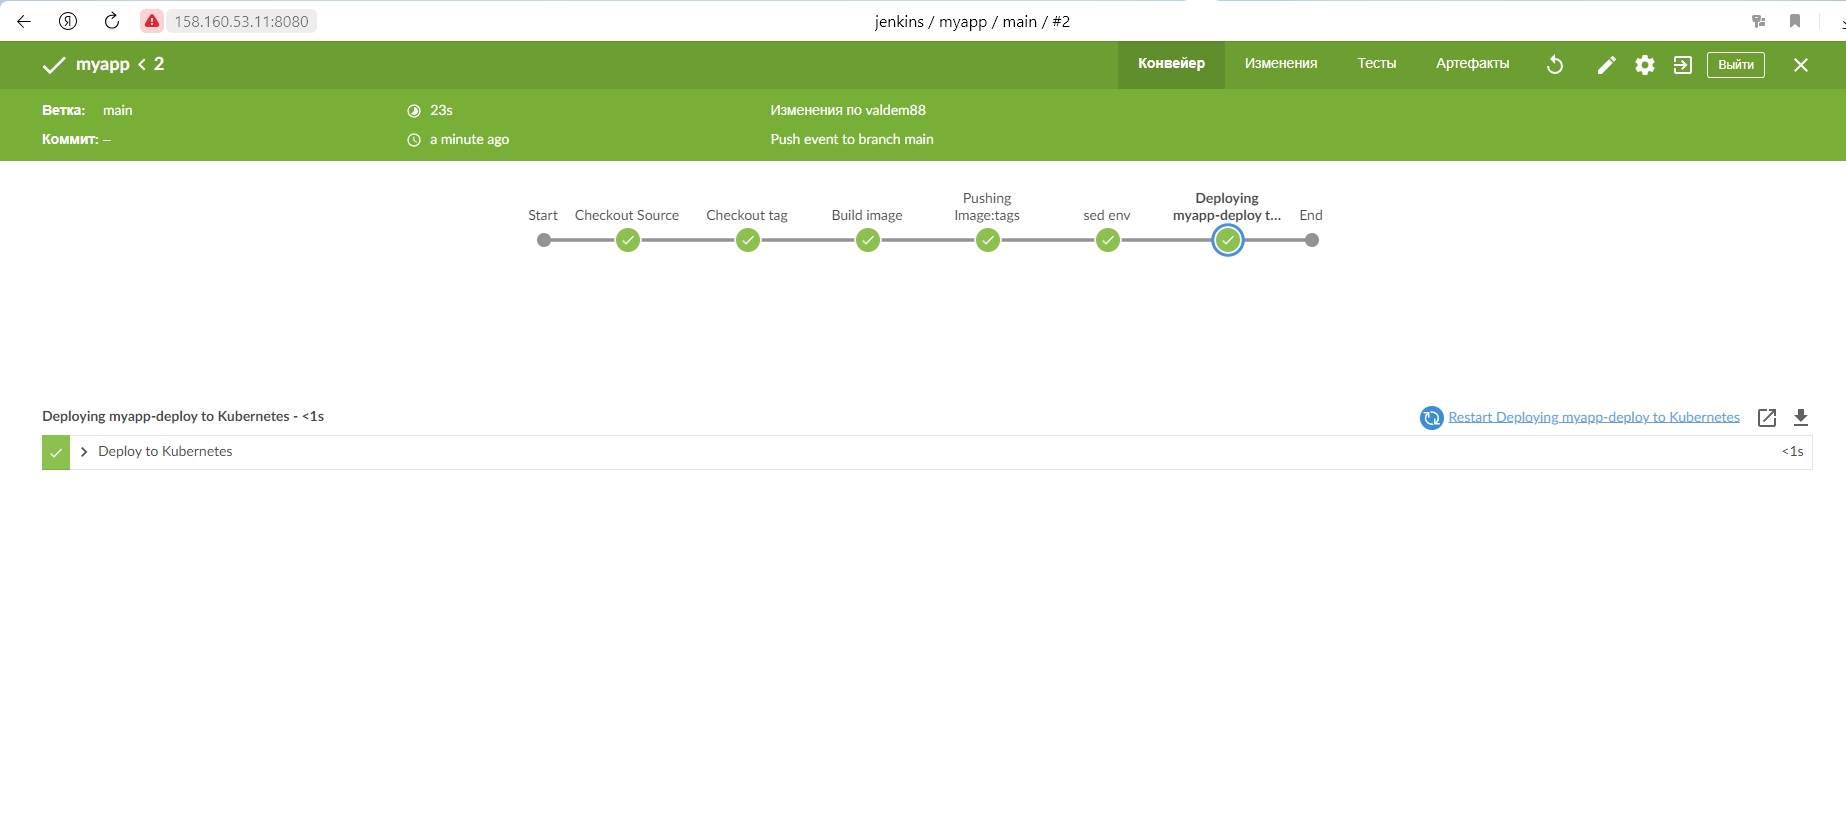 158.160.53.11:8080
jenkins / myapp / main / #2
myapp < 2
Конвейер
Изменения
Тесты
Артефакты
Выйти
Ветка: main
23s
Изменения по valdem88
Коммит: –
a minute ago
Push event to branch main
Start
Checkout Source
Checkout tag
Build image
Pushing
Image:tags
sed env
Deploying
myapp-deploy t...
End
Deploying myapp-deploy to Kubernetes - <1s
Restart Deploying myapp-deploy to Kubernetes
Deploy to Kubernetes
<1s